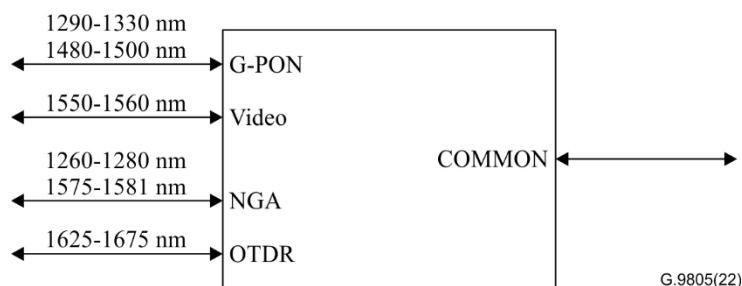 1290-1330 nm
1480-1500 nm
G-PON
1550-1560 nm
Video
1260-1280 nm
COMMON
1575-1581 nm
NGA
1625-1675 nm
OTDR
G.9805(22)